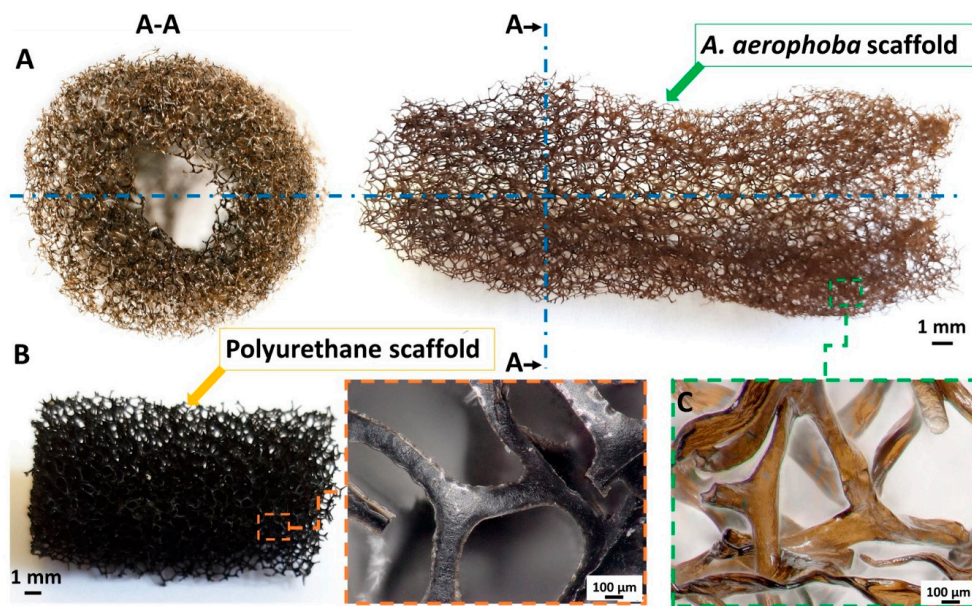 A-A
A
A
A. aerophoba scaffold
1 mm
A
B
Polyurethane scaffold
1 mm
100 µm
C
100 µm